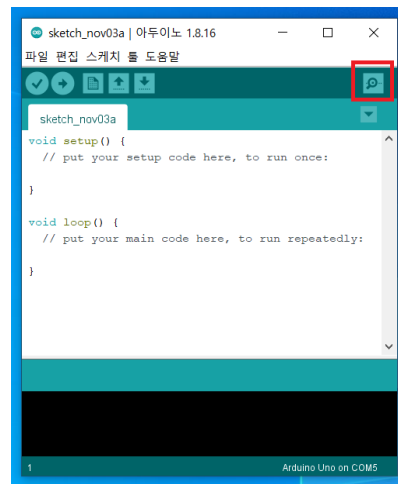 sketch_nov03a | 아두이노 1.8.16
파일 편집 스케치 툴 도움말
sketch_nov03a
void setup() {
// put your setup code here, to run once:
}
void loop() {
// put your main code here, to run repeatedly:
}
1 Arduino Uno on COM5